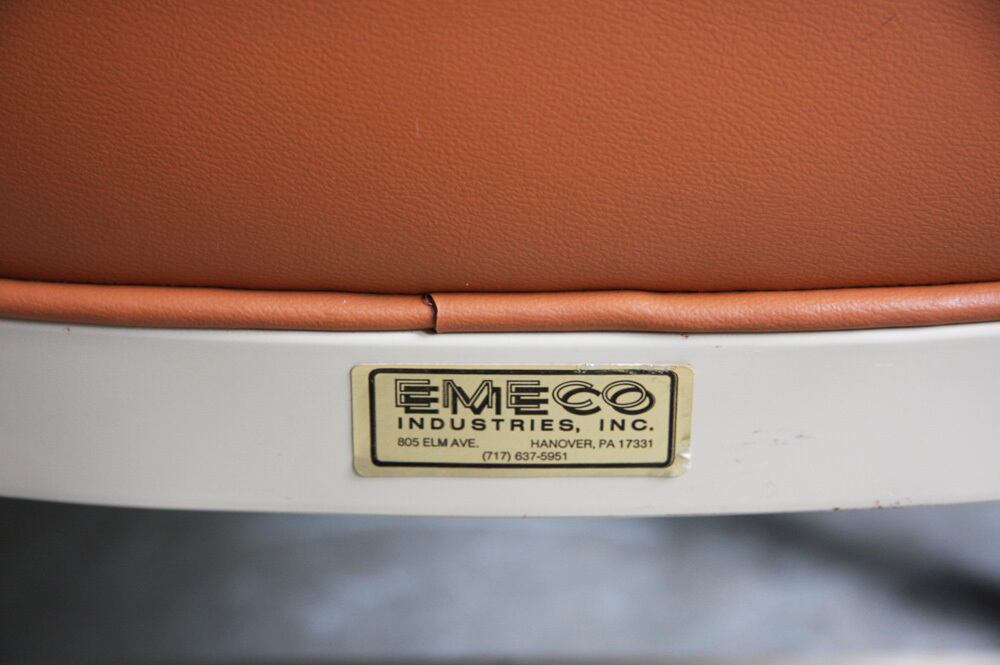 EMECO
INDUSTRIES, INC.
805 ELM AVE. HANOVER, PA 17331
(717) 637-5951